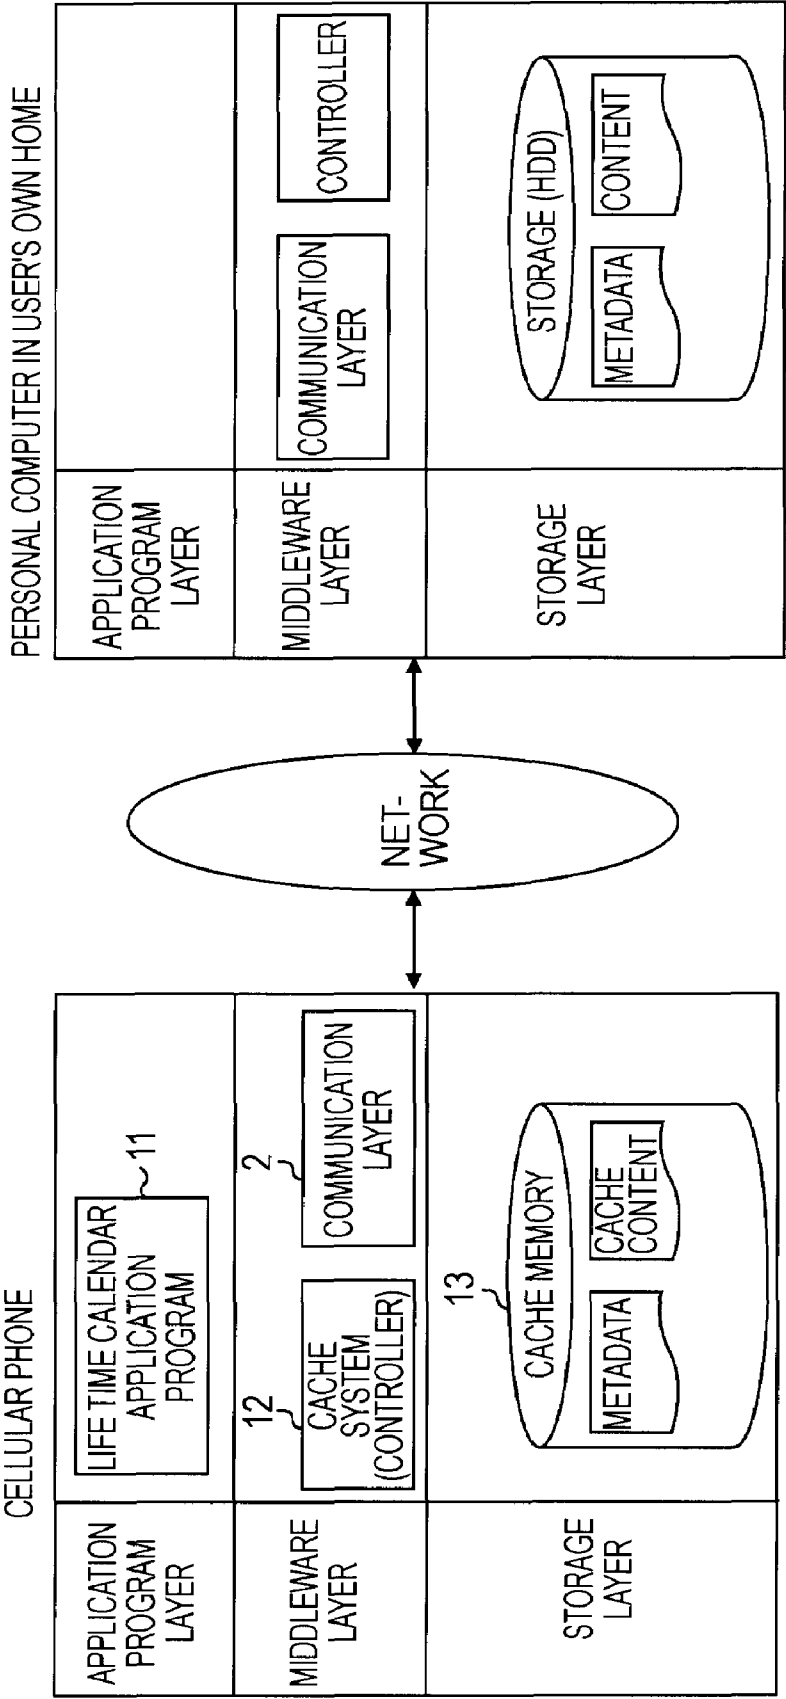 CELLULAR PHONE
APPLICATION
PROGRAM
LAYER
LIFE TIME CALENDAR
APPLICATION
PROGRAM
11
MIDDLEWARE
LAYER
12
CACHE
SYSTEM
(CONTROLLER)
2
COMMUNICATION
LAYER
STORAGE
LAYER
13
CACHE MEMORY
METADATA
CACHE
CONTENT
NET-
WORK
PERSONAL COMPUTER IN USER'S OWN HOME
APPLICATION
PROGRAM
LAYER
MIDDLEWARE
LAYER
COMMUNICATION
LAYER
CONTROLLER
STORAGE
LAYER
STORAGE (HDD)
METADATA
CONTENT